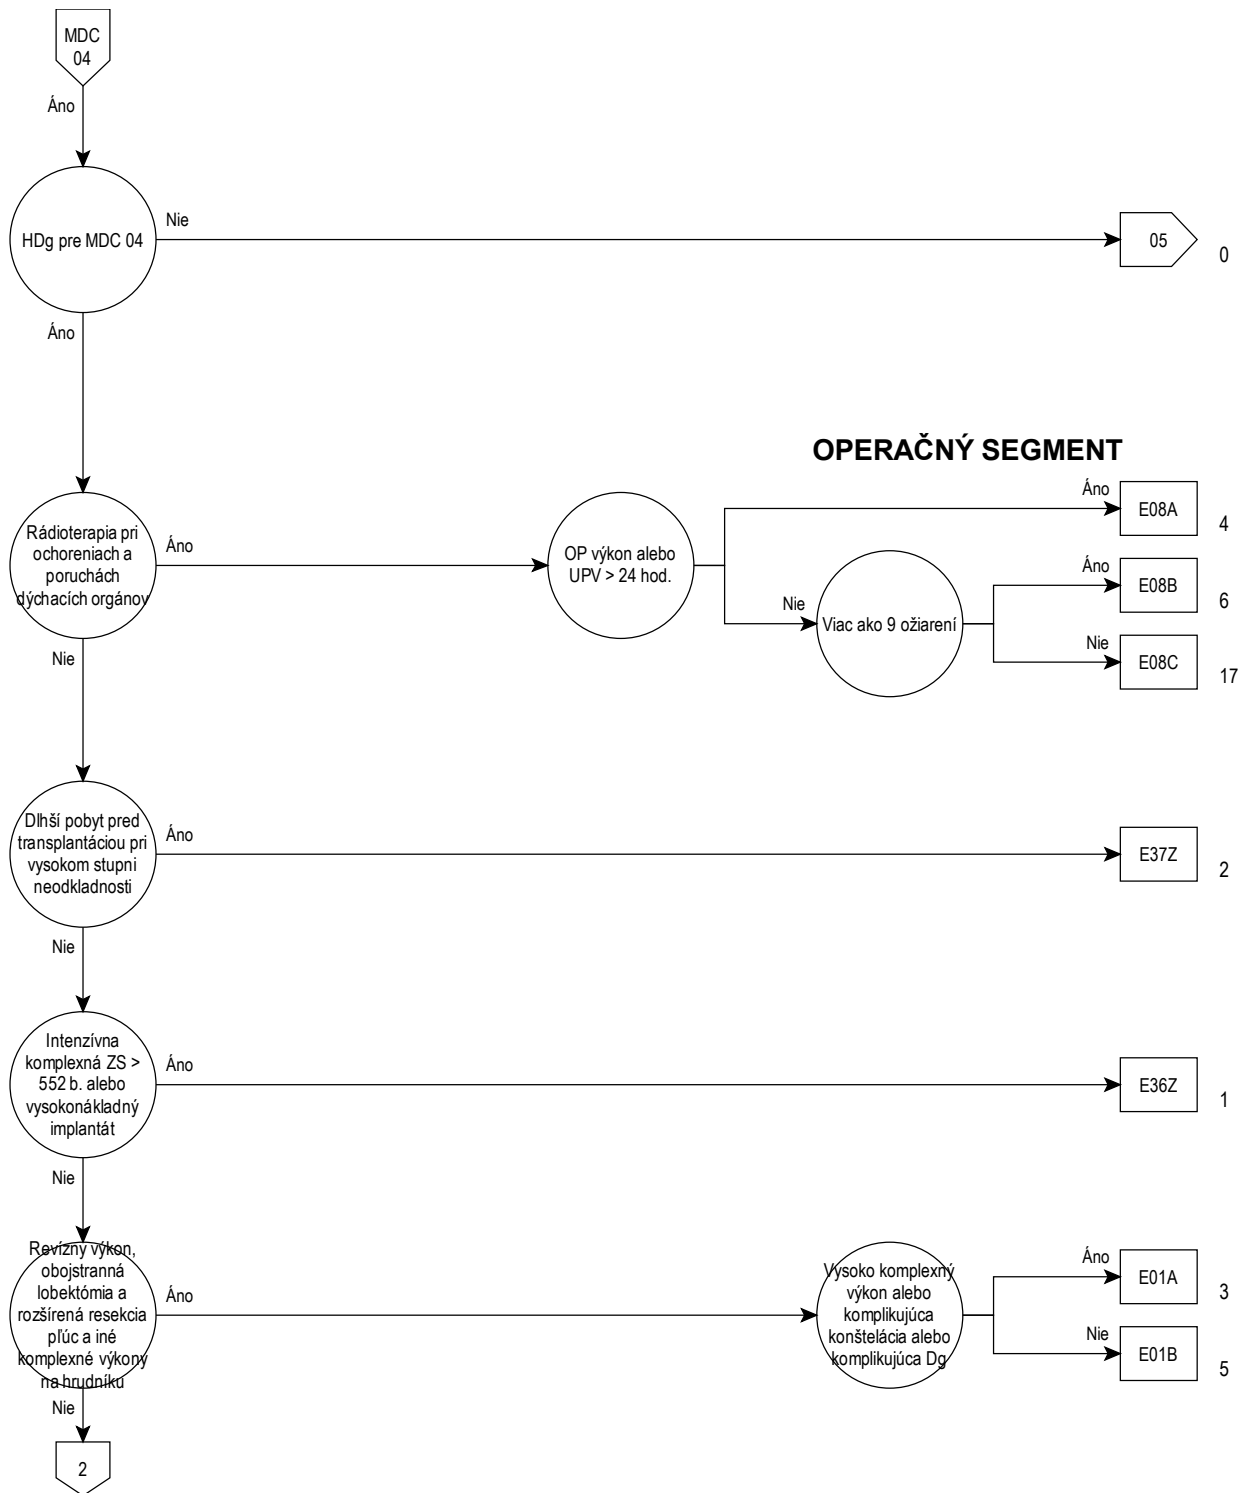 MDC
04
Áno
HDg pre MDC 04
Nie
05
0
Áno
OPERAČNÝ SEGMENT
Rádioterapia pri
ochoreniach a
poruchách
dýchacích orgánov
Áno
OP výkon alebo
UPV > 24 hod.
Áno
E08A
4
Nie
Viac ako 9 ožiarení
Áno
E08B
6
Nie
E08C
17
Nie
Dlhší pobyt pred
transplantáciou pri
vysokom stupni
neodkladnosti
Áno
E37Z
2
Nie
Intenzívna
komplexná ZS >
552 b. alebo
vysokonákladný
implantát
Áno
E36Z
1
Nie
Revízny výkon,
obojstranná
lobektómia a
rozšírená resekcia
pľúc a iné
komplexné výkony
na hrudníku
Áno
Vysoko komplexný
výkon alebo
komplikujúca
konštelácia alebo
komplikujúca Dg
Áno
E01A
3
Nie
E01B
5
Nie
2